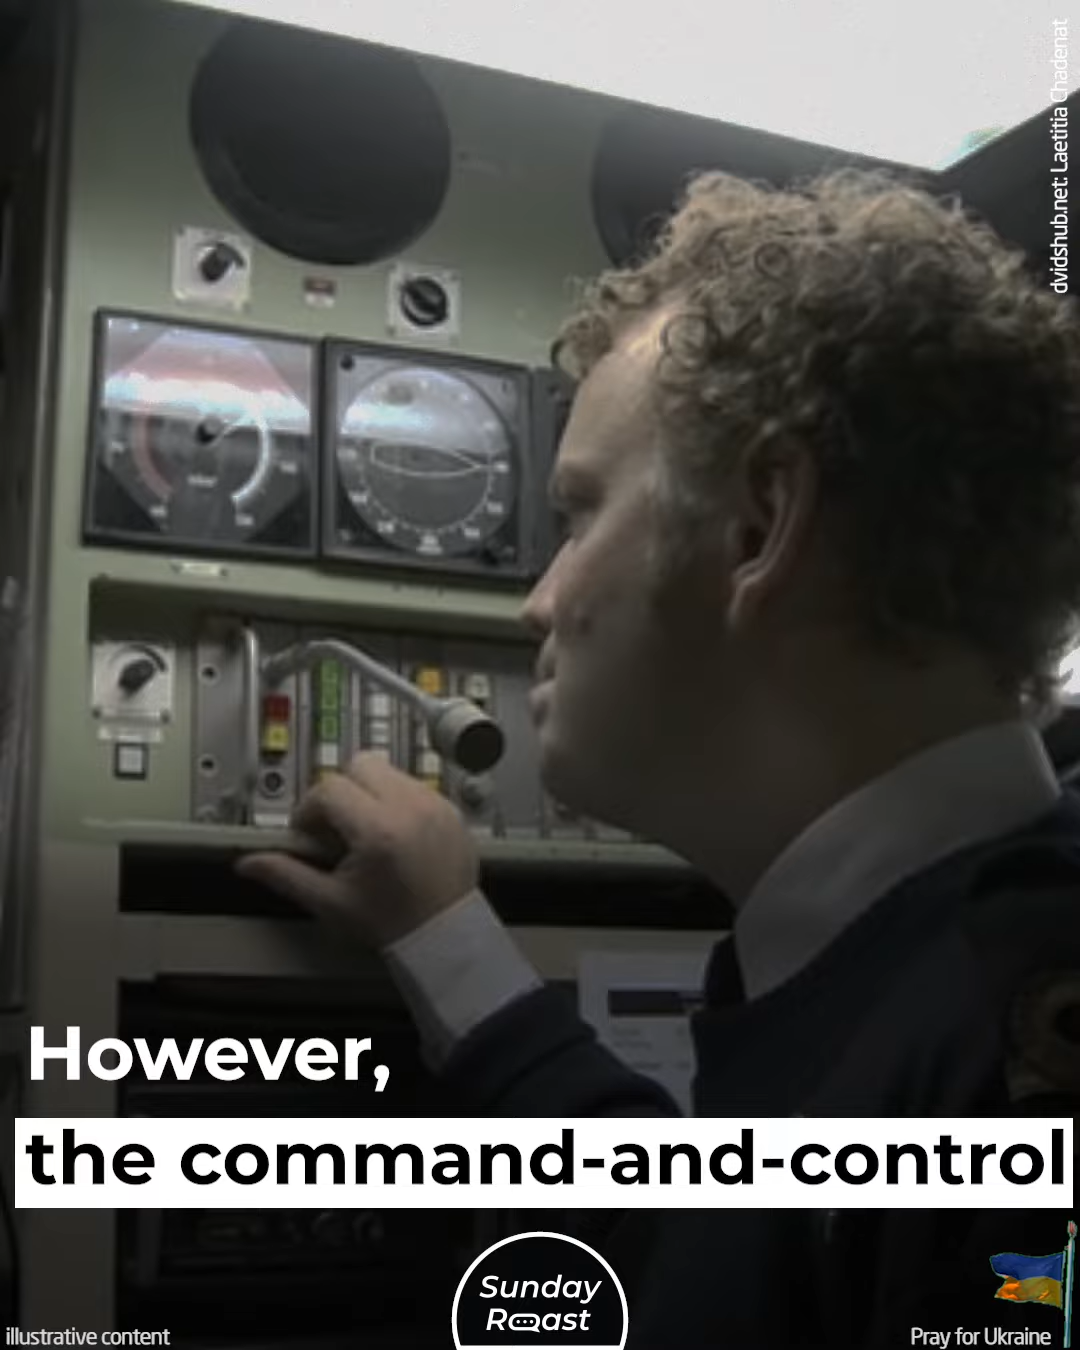 dvidshub.net: Laetitia Chadenat
However,
the command-and-control
Sunday
Roast
illustrative content
Pray for Ukraine